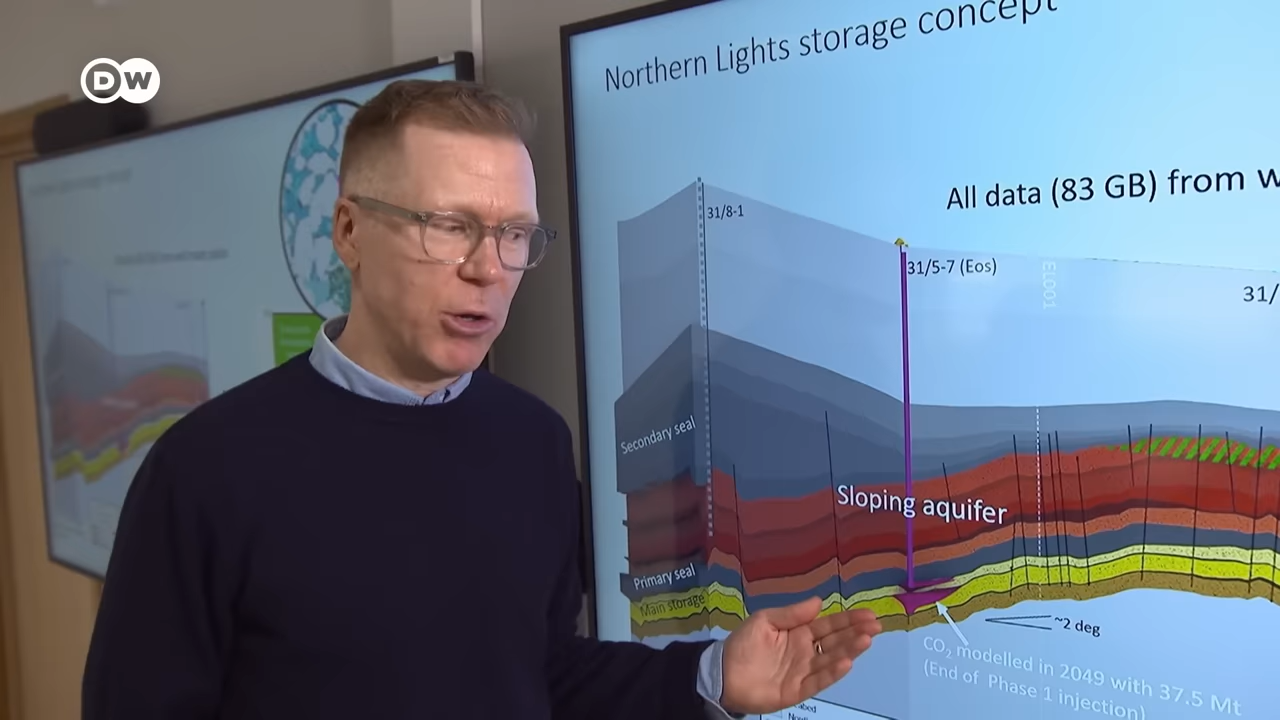 DW
Northern Lights storage concept
All data (83 GB) from w
31/8-1
31/5-7 (Eos)
EL001
31/
Secondary seal
Sloping aquifer
Primary seal
Main storage
~2 deg
CO₂ modelled in 2049 with 37.5 Mt
(End of Phase 1 injection)